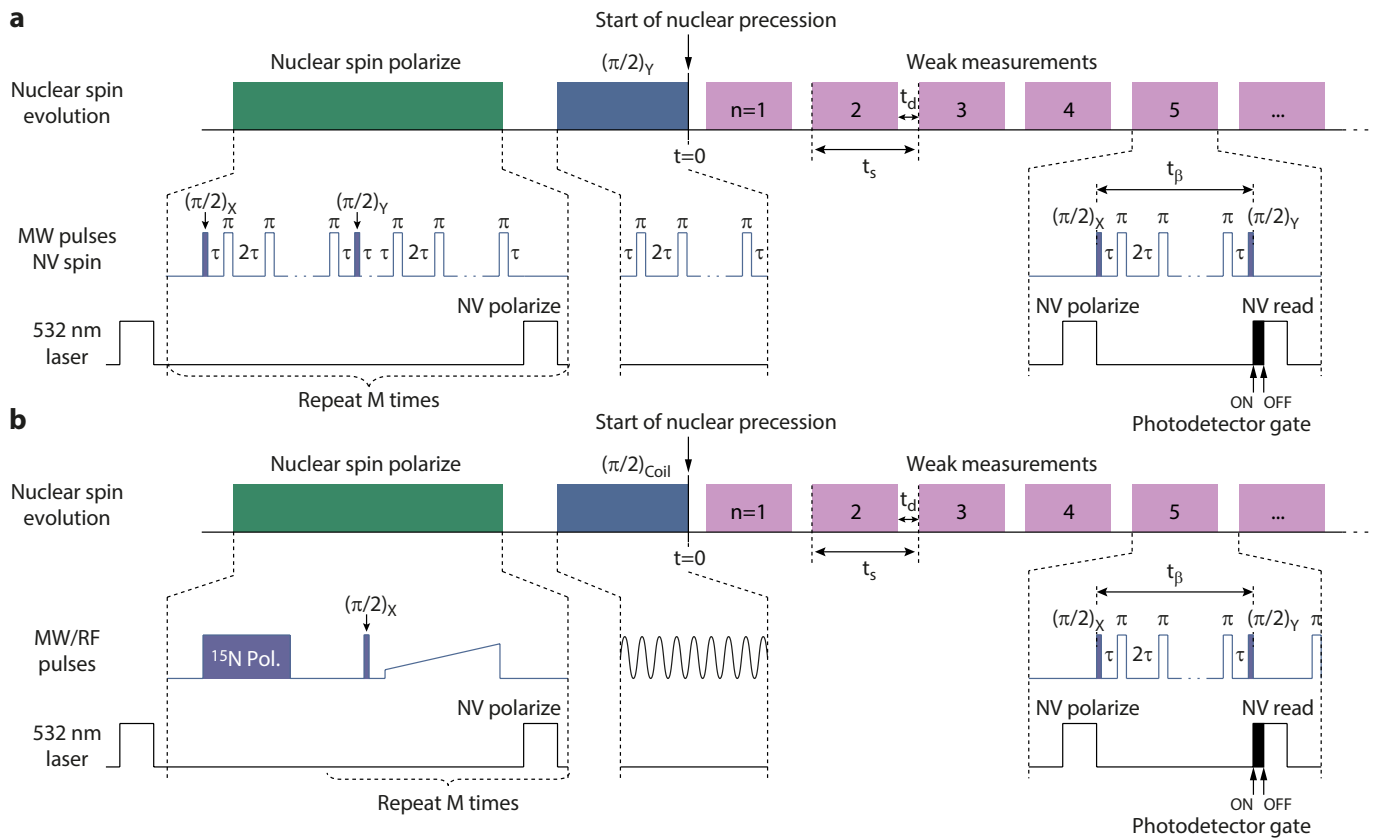 a
Start of nuclear precession
Nuclear spin polarize
(π/2)Y
Weak measurements
Nuclear spin
evolution
n=1
2
td
3
4
5
...
t=0
ts
tβ
(π/2)X
(π/2)Y
(π/2)X
(π/2)Y
MW pulses
NV spin
π
π
π
π
π
π
π
π
π
π
π
π
τ
2τ
τ
τ
τ
2τ
τ
τ
2τ
τ
τ
2τ
τ
NV polarize
NV polarize
NV read
532 nm
laser
Repeat M times
ON
OFF
Photodetector gate
b
Start of nuclear precession
Nuclear spin polarize
(π/2)Coil
Weak measurements
Nuclear spin
evolution
n=1
2
td
3
4
5
...
t=0
ts
tβ
(π/2)X
(π/2)X
π
π
π
(π/2)Y
π
MW/RF
pulses
15N Pol.
τ
2τ
τ
NV polarize
NV polarize
NV read
532 nm
laser
Repeat M times
ON
OFF
Photodetector gate